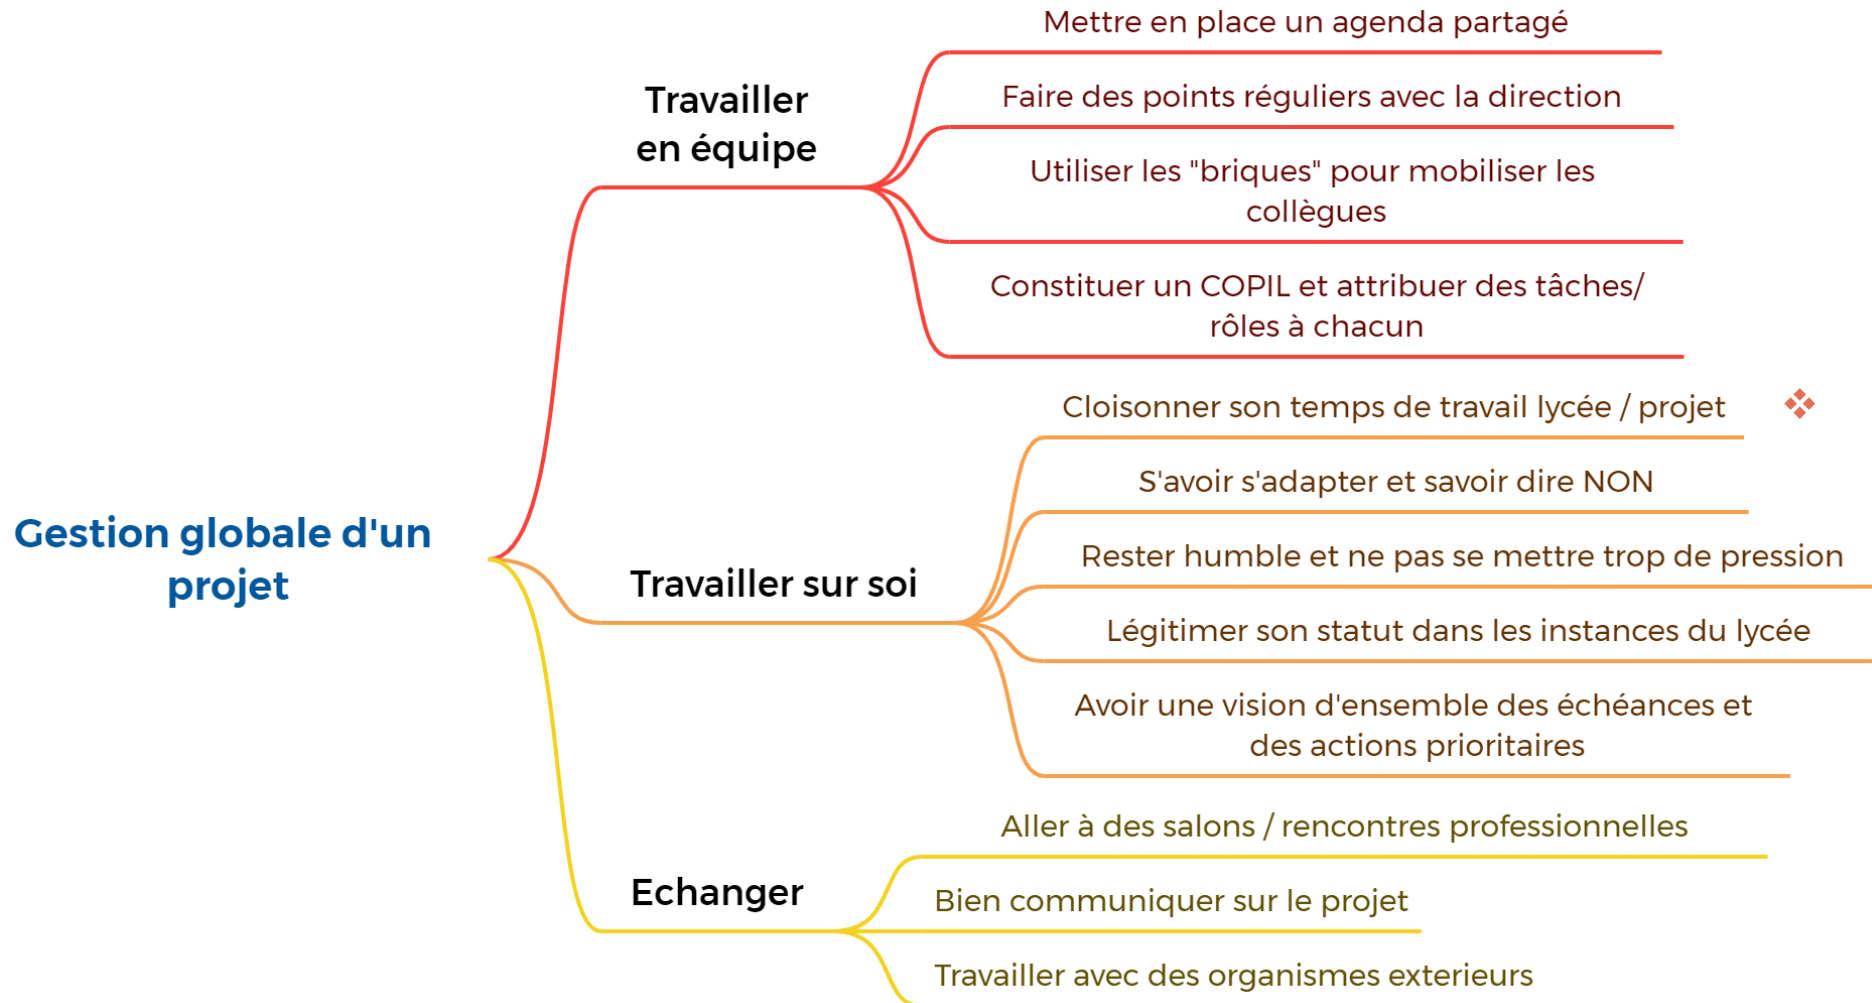 Gestion globale d'un
projet
Travailler
en équipe
Mettre en place un agenda partagé
Faire des points réguliers avec la direction
Utiliser les "briques" pour mobiliser les
collègues
Constituer un COPIL et attribuer des tâches/
rôles à chacun
Travailler sur soi
Cloisonner son temps de travail lycée / projet
S'avoir s'adapter et savoir dire NON
Rester humble et ne pas se mettre trop de pression
Légitimer son statut dans les instances du lycée
Avoir une vision d'ensemble des échéances et
des actions prioritaires
Echanger
Aller à des salons / rencontres professionnelles
Bien communiquer sur le projet
Travailler avec des organismes exterieurs